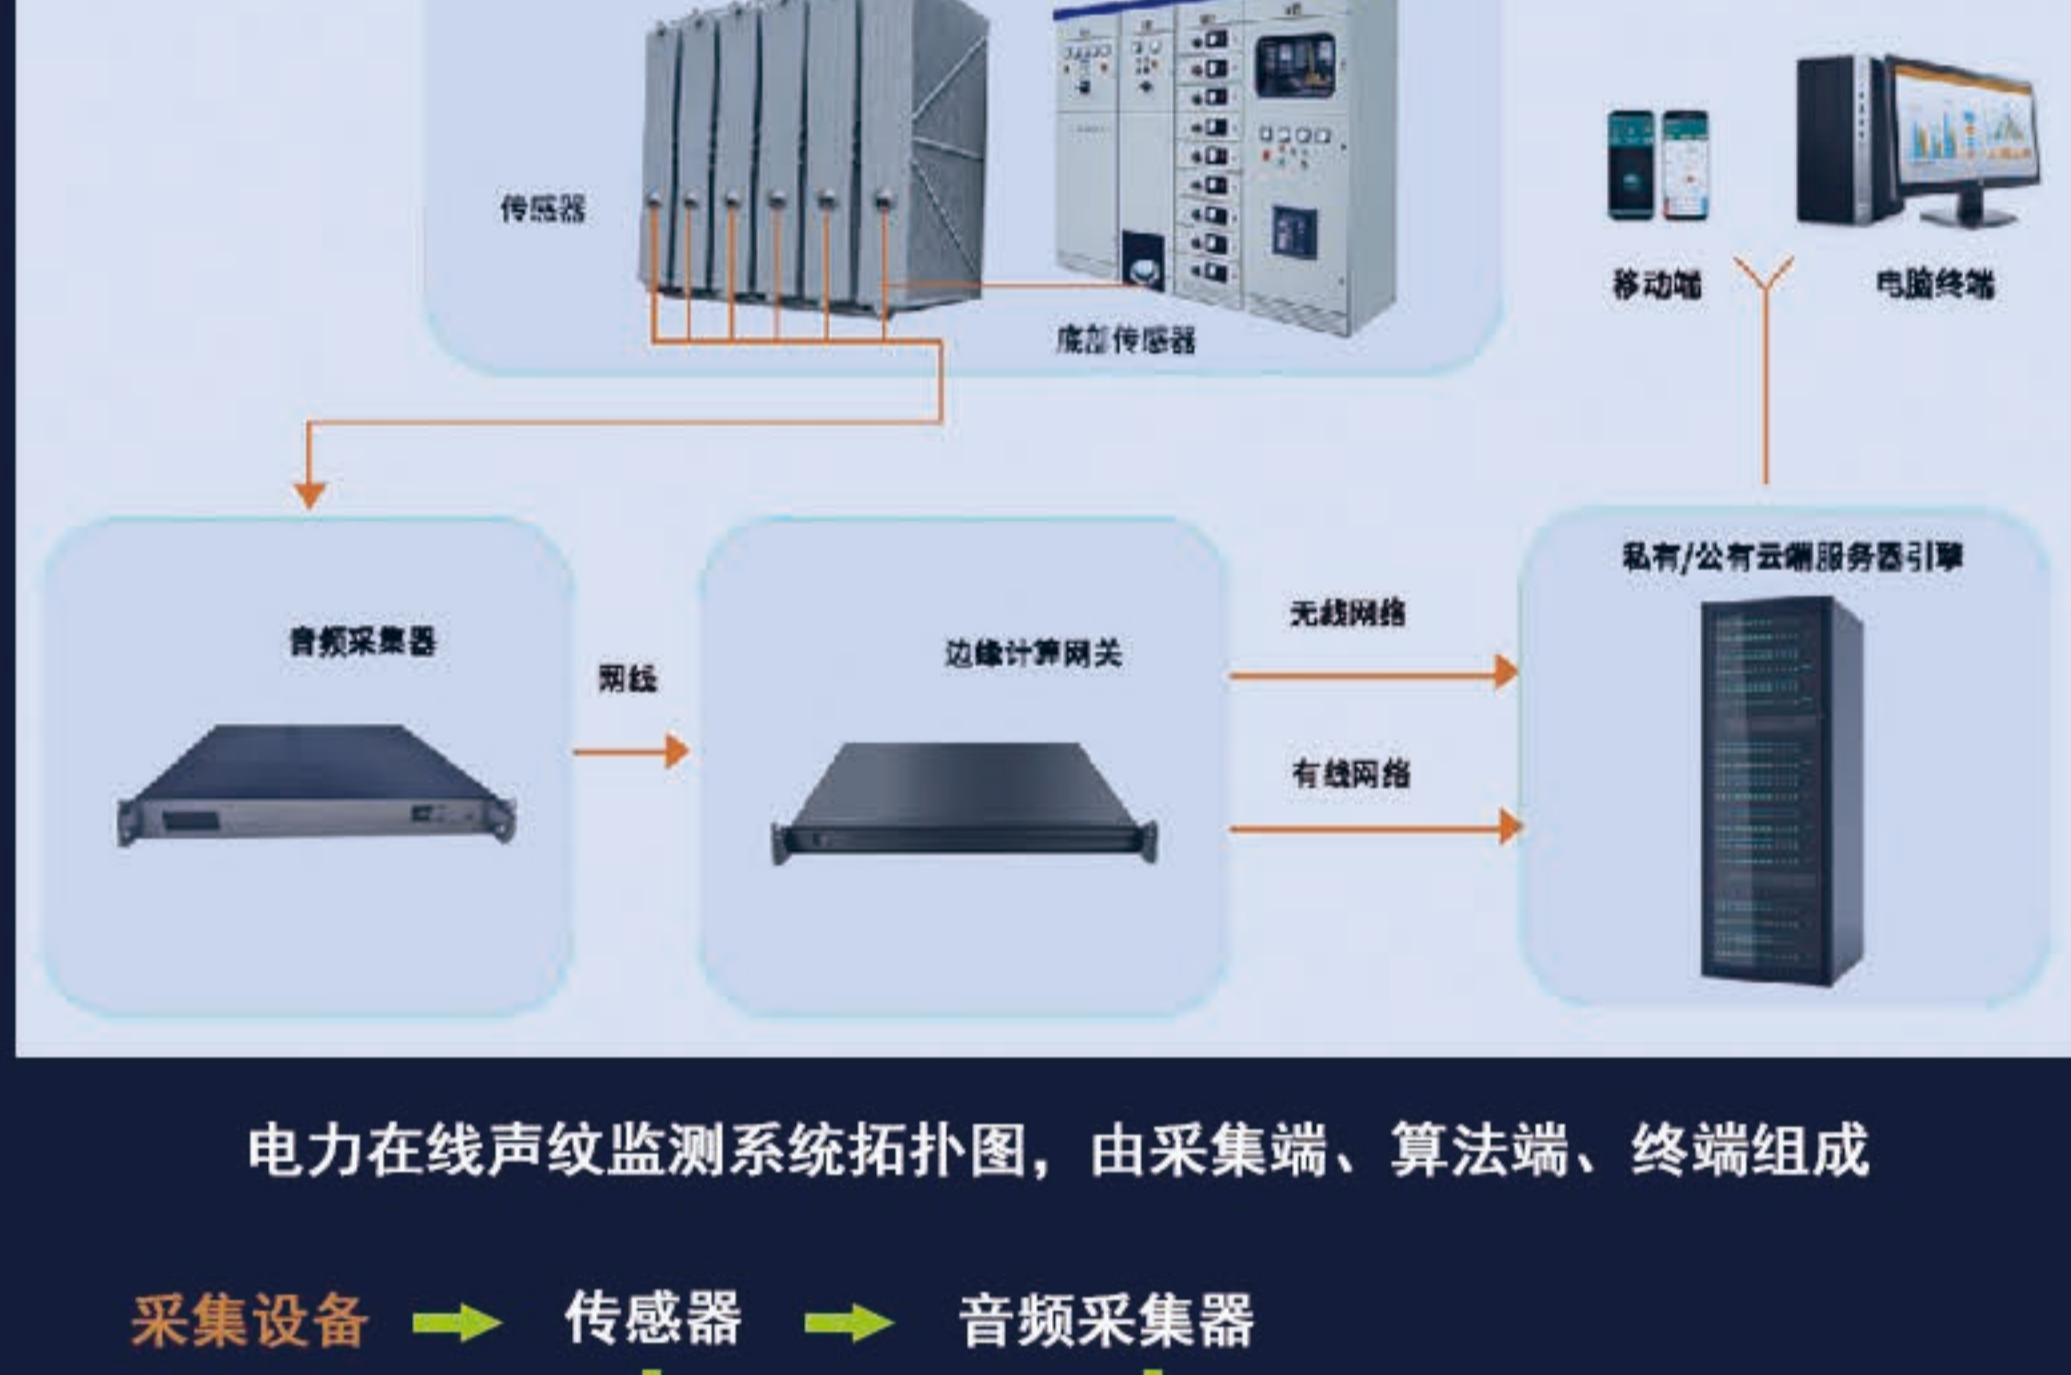 传感器
底部传感器
移动端
电脑终端
音频采集器
网线
边缘计算网关
无线网络
有线网络
私有/公有云端服务器引擎
电力在线声纹监测系统拓扑图，由采集端、算法端、终端组成
采集设备
传感器
音频采集器